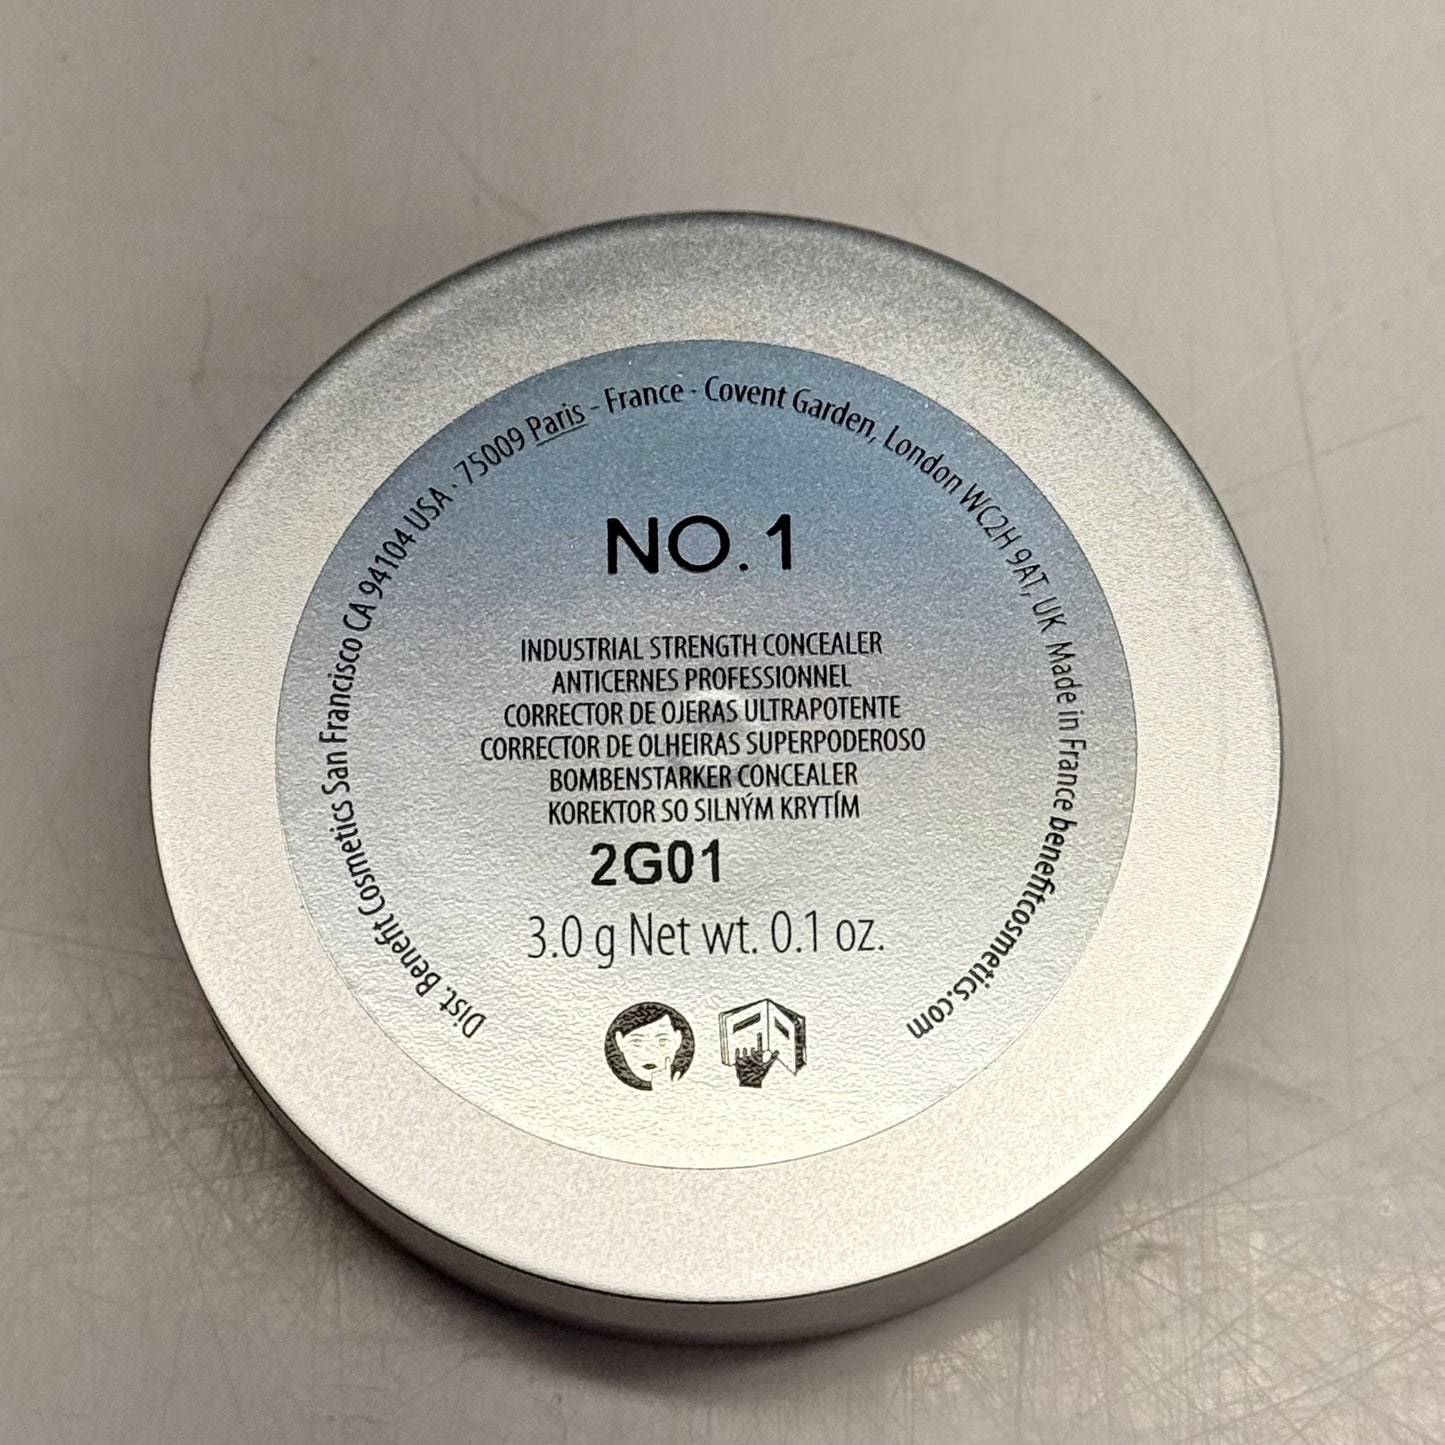 Dist. Benefit Cosmetics San Francisco CA 94104 USA · 75009 Paris - France · Covent Garden, London WC2H 9AT, UK Made in France benefitcosmetics.com
NO.1
INDUSTRIAL STRENGTH CONCEALER
ANTICERNES PROFESSIONNEL
CORRECTOR DE OJERAS ULTRAPOTENTE
CORRECTOR DE OLHEIRAS SUPERPODEROSO
BOMBENSTARKER CONCEALER
KOREKTOR SO SILNÝM KRYTÍM
2G01
3.0 g Net wt. 0.1 oz.